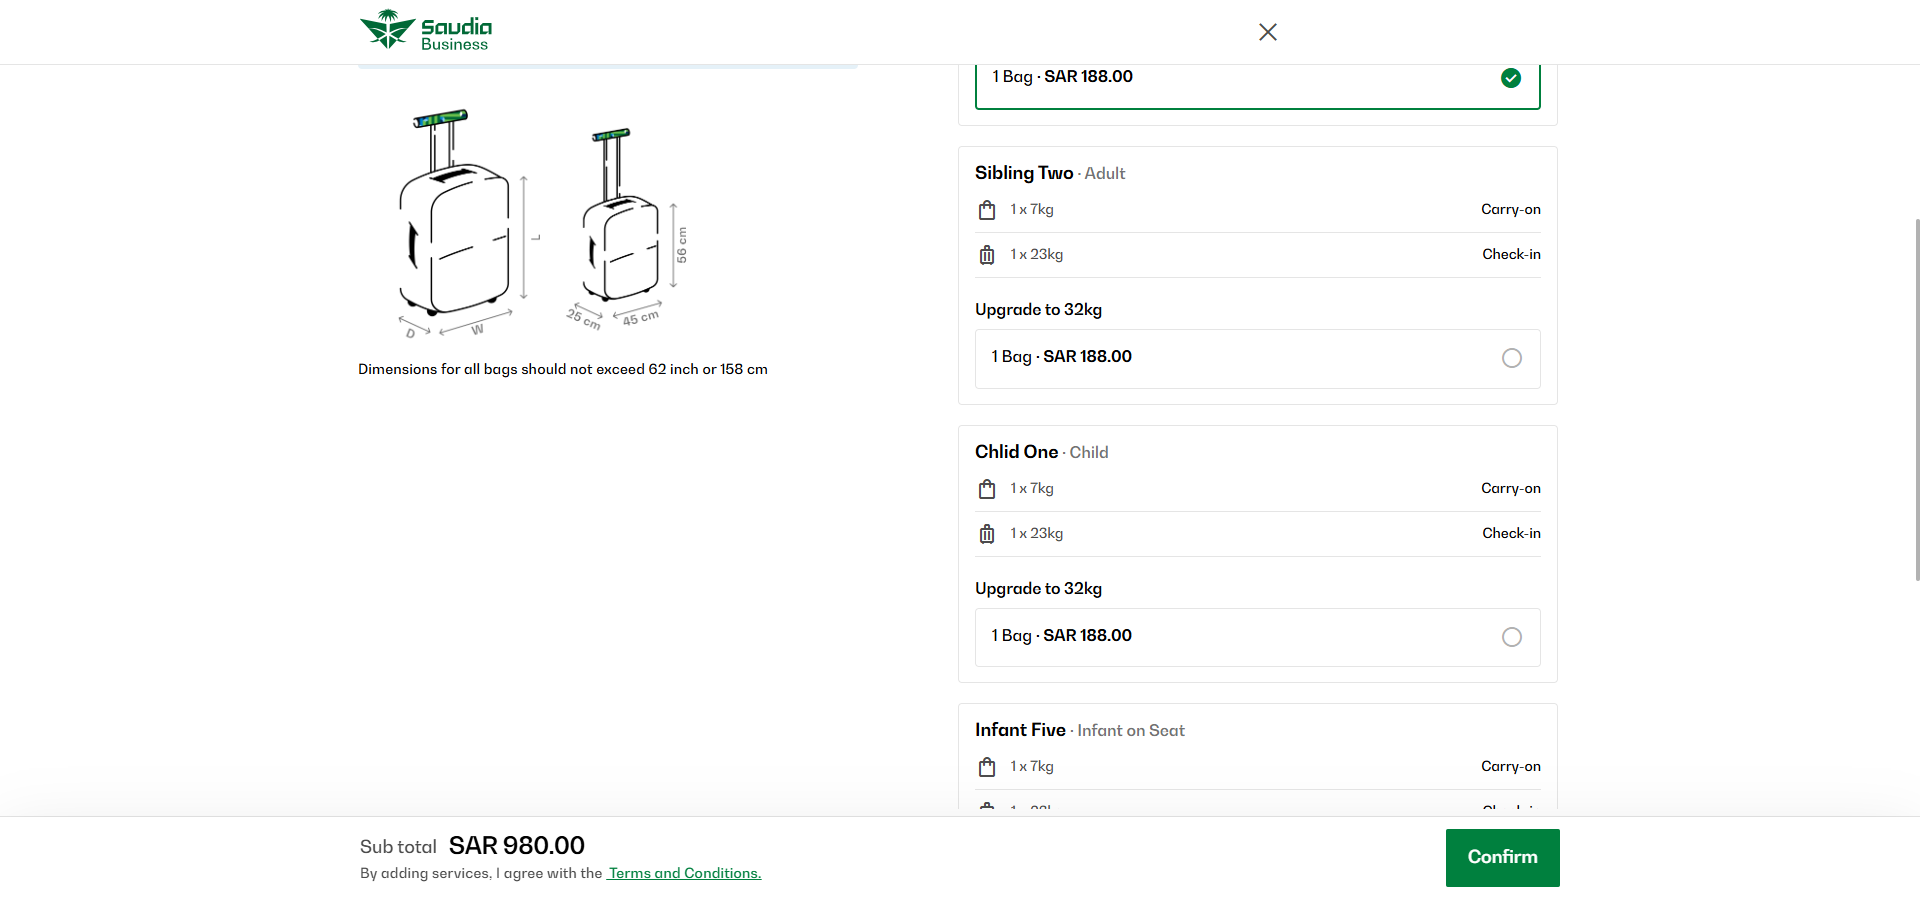 Saudia
Business
1 Bag · SAR 188.00
L
D
W
56 cm
25 cm
45 cm
Dimensions for all bags should not exceed 62 inch or 158 cm
Sibling Two · Adult
1 x 7kg Carry-on
1 x 23kg Check-in
Upgrade to 32kg
1 Bag · SAR 188.00
Chlid One · Child
1 x 7kg Carry-on
1 x 23kg Check-in
Upgrade to 32kg
1 Bag · SAR 188.00
Infant Five · Infant on Seat
1 x 7kg Carry-on
Sub total SAR 980.00
By adding services, I agree with the Terms and Conditions.
Confirm